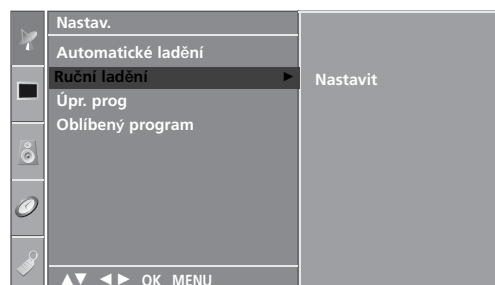 Nastav.
Automatické ladění
Ruční ladění ►
Nastavit
Úpr. prog
Oblíbený program
▲▼ ◄► OK MENU